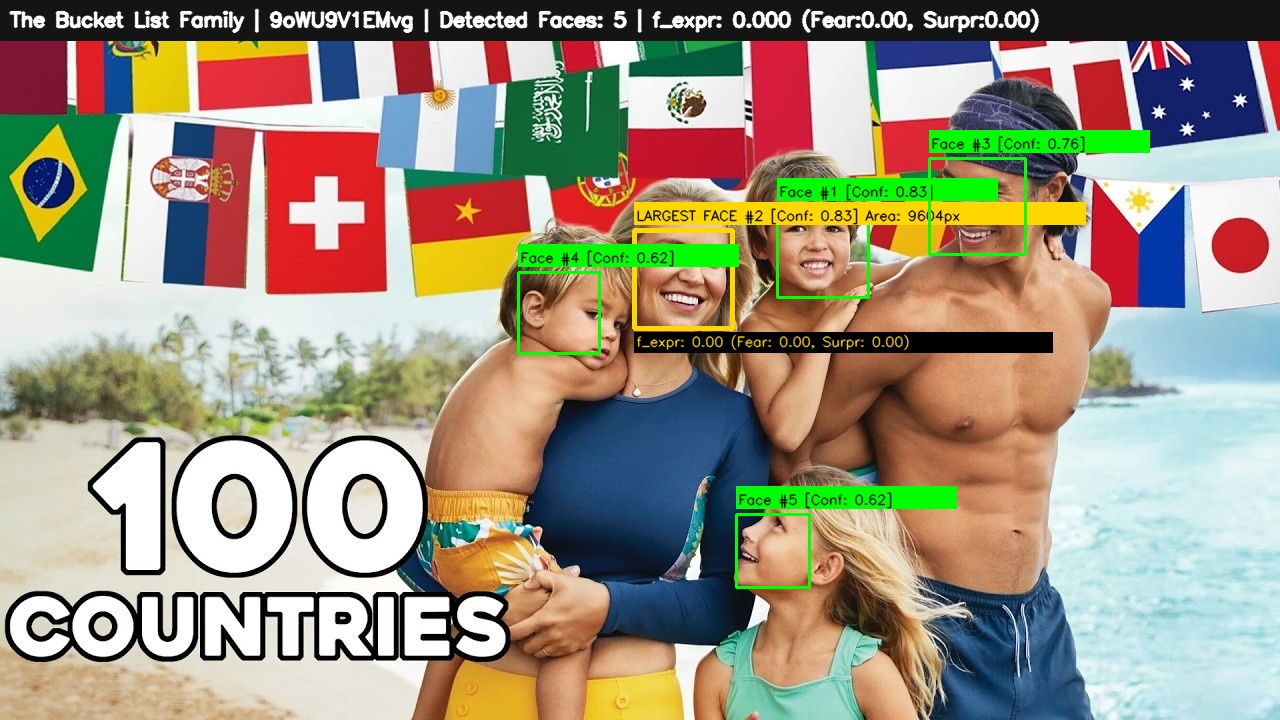 The Bucket List Family | 9oWU9V1EMvg | Detected Faces: 5 | f_expr: 0.000 (Fear:0.00, Surpr:0.00)
Face #3 [Conf: 0.76]
Face #1 [Conf: 0.83
LARGEST FACE #2 [Conf: 0.83] Area: 9604px
Face #4 [Conf: 0.62]
f_expr: 0.00 (Fear: 0.00, Surpr: 0.00)
100
Face #5 [Conf: 0.62]
COUNTRIES